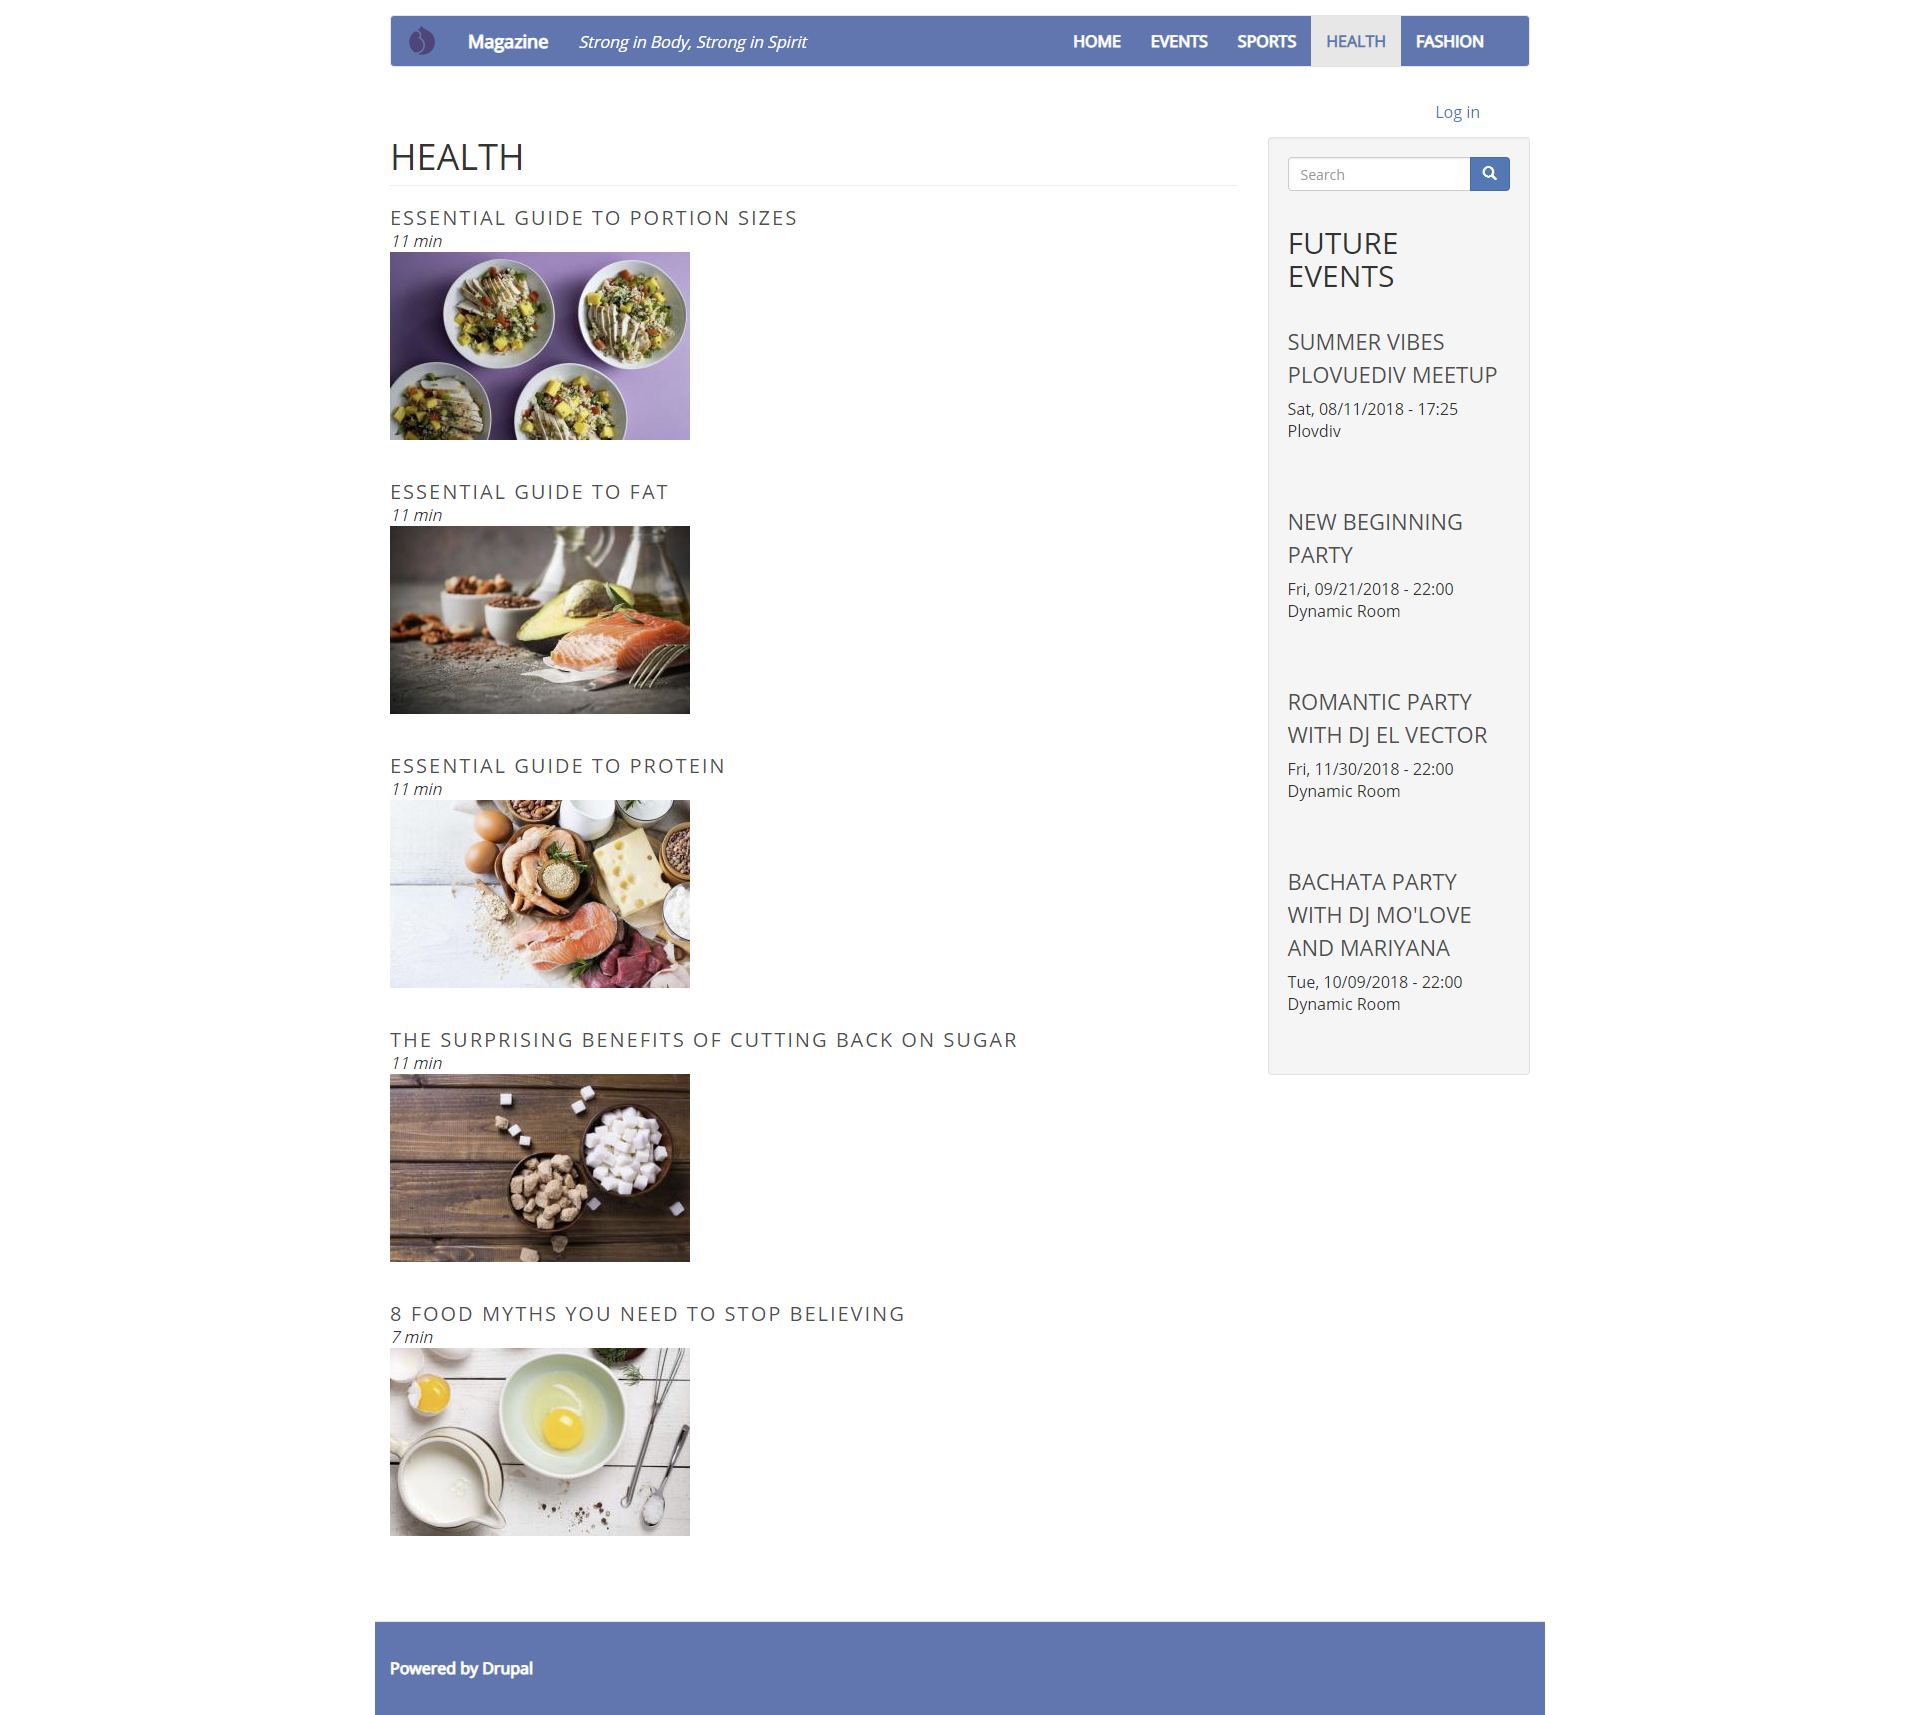 Magazine
Strong in Body, Strong in Spirit
HOME EVENTS SPORTS HEALTH FASHION
Log in
HEALTH
ESSENTIAL GUIDE TO PORTION SIZES
11 min
ESSENTIAL GUIDE TO FAT
11 min
ESSENTIAL GUIDE TO PROTEIN
11 min
THE SURPRISING BENEFITS OF CUTTING BACK ON SUGAR
11 min
8 FOOD MYTHS YOU NEED TO STOP BELIEVING
7 min
Search
FUTURE
EVENTS
SUMMER VIBES
PLOVUEDIV MEETUP
Sat, 08/11/2018 - 17:25
Plovdiv
NEW BEGINNING
PARTY
Fri, 09/21/2018 - 22:00
Dynamic Room
ROMANTIC PARTY
WITH DJ EL VECTOR
Fri, 11/30/2018 - 22:00
Dynamic Room
BACHATA PARTY
WITH DJ MO'LOVE
AND MARIYANA
Tue, 10/09/2018 - 22:00
Dynamic Room
Powered by Drupal